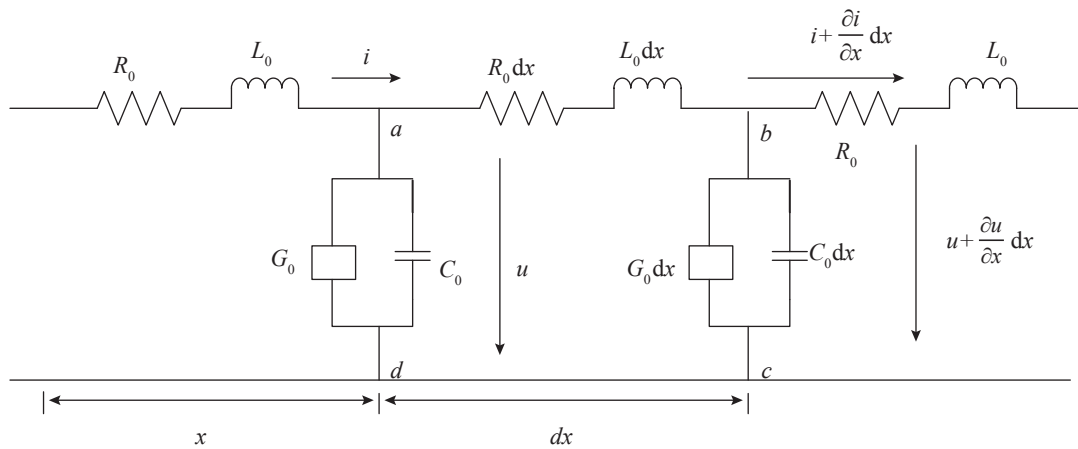 R₀
L₀
i
R₀dx
L₀dx
i+ ∂i/∂x dx
L₀
a
b
R₀
G₀
C₀
u
G₀dx
C₀dx
u+ ∂u/∂x dx
d
c
x
dx